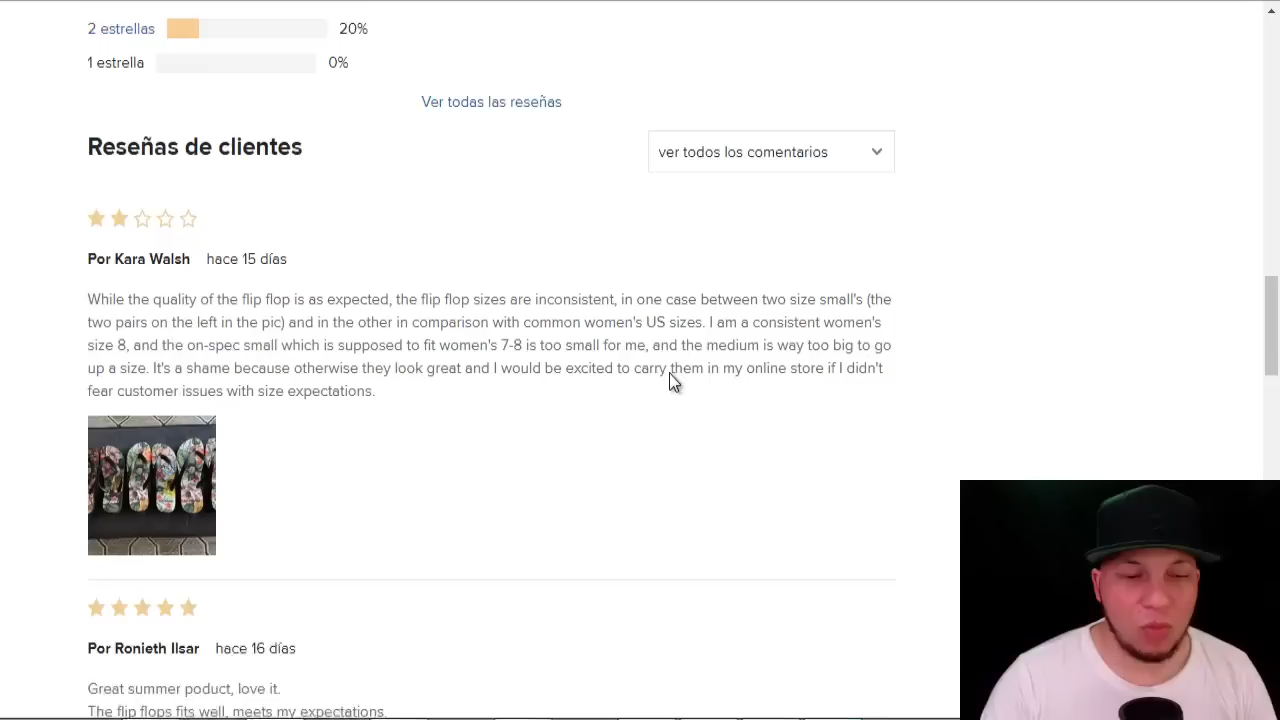 2 estrellas 20%
1 estrella 0%
Ver todas las reseñas
Reseñas de clientes
ver todos los comentarios
Por Kara Walsh hace 15 días
While the quality of the flip flop is as expected, the flip flop sizes are inconsistent, in one case between two size small's (the
two pairs on the left in the pic) and in the other in comparison with common women's US sizes. I am a consistent women's
size 8, and the on-spec small which is supposed to fit women's 7-8 is too small for me, and the medium is way too big to go
up a size. It's a shame because otherwise they look great and I would be excited to carry them in my online store if I didn't
fear customer issues with size expectations.
Por Ronieth Ilsar hace 16 días
Great summer poduct, love it.
The flip flops fits wall, meets my expectations.